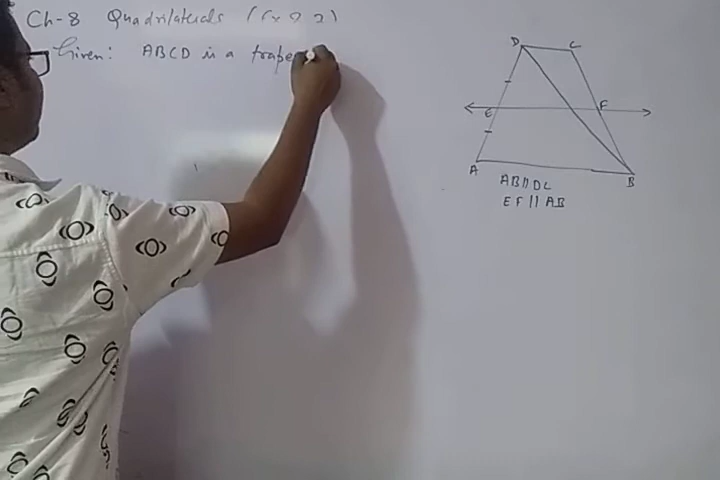 Ch-8 Quadrilaterals
Given: ABCD is a trape
D C
E F
A B
AB||DC
EF || AB